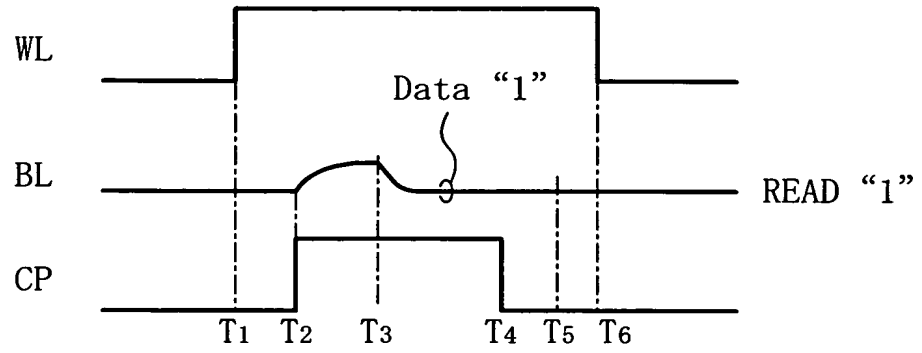 WL
Data “1”
BL
READ “1”
CP
T1 T2 T3 T4 T5 T6